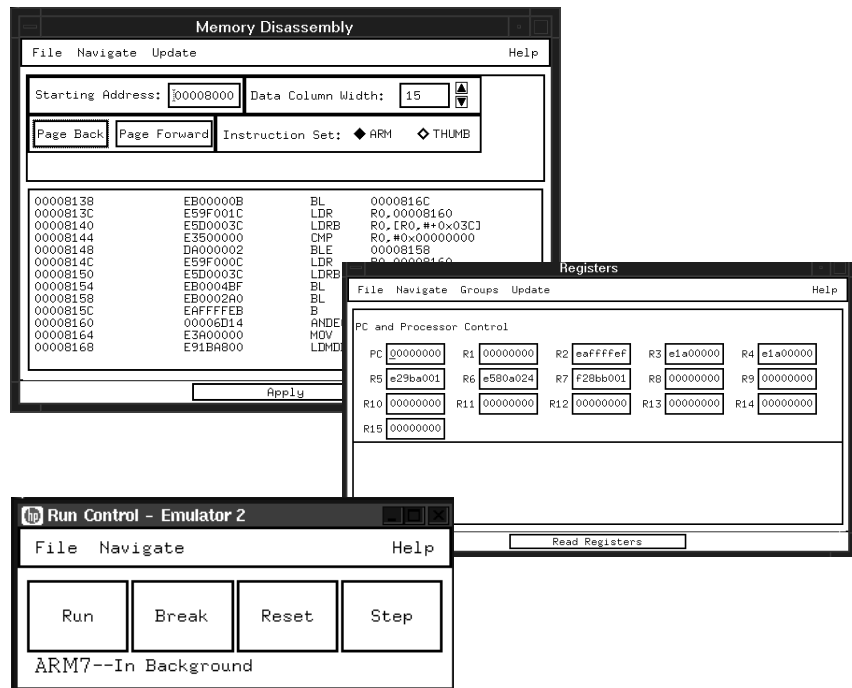 Memory Disassembly
File Navigate Update Help
Starting Address: 00008000 Data Column Width: 15
Page Back Page Forward Instruction Set: ARM THUMB
00008138 EB00000B BL 0000816C
0000813C E59F001C LDR R0,00008160
00008140 E5D0003C LDRB R0,[R0,#+0x03C]
00008144 E3500000 CMP R0,#0x00000000
00008148 DA000002 BLE 00008158
0000814C E59F000C LDR R0,00008160
00008150 E5D0003C LDRB
00008154 EB0004BF BL
00008158 EB0002A0 BL
0000815C EAFFFFEB B
00008160 00006D14
00008164 E3A00000 MOV
00008168 E91BA800
Apply
Registers
File Navigate Groups Update Help
PC and Processor Control
PC 00000000 R1 00000000 R2 eaffffef R3 e1a00000 R4 e1a00000
R5 e29ba001 R6 e580a024 R7 f28bb001 R8 00000000 R9 00000000
R10 00000000 R11 00000000 R12 00000000 R13 00000000 R14 00000000
R15 00000000
Read Registers
hp Run Control - Emulator 2
File Navigate Help
Run Break Reset Step
ARM7--In Background